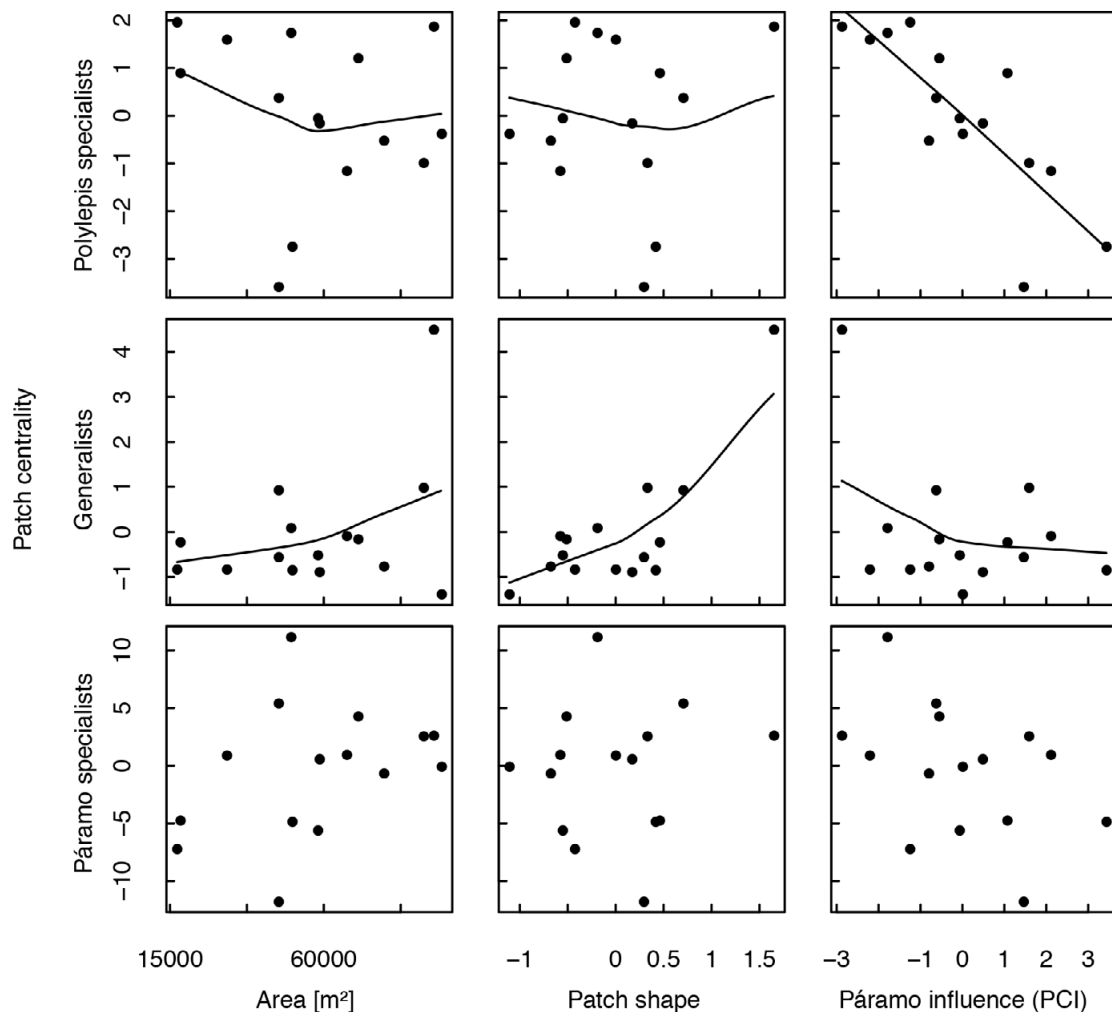 Patch centrality
Polylepis specialists
2
1
0
−1
−2
−3
Generalists
4
3
2
1
0
−1
Páramo specialists
10
5
0
−5
−10
15000 60000
−1 0 0.5 1 1.5
−3 −1 0 1 2 3
Area [m²]
Patch shape
Páramo influence (PCI)